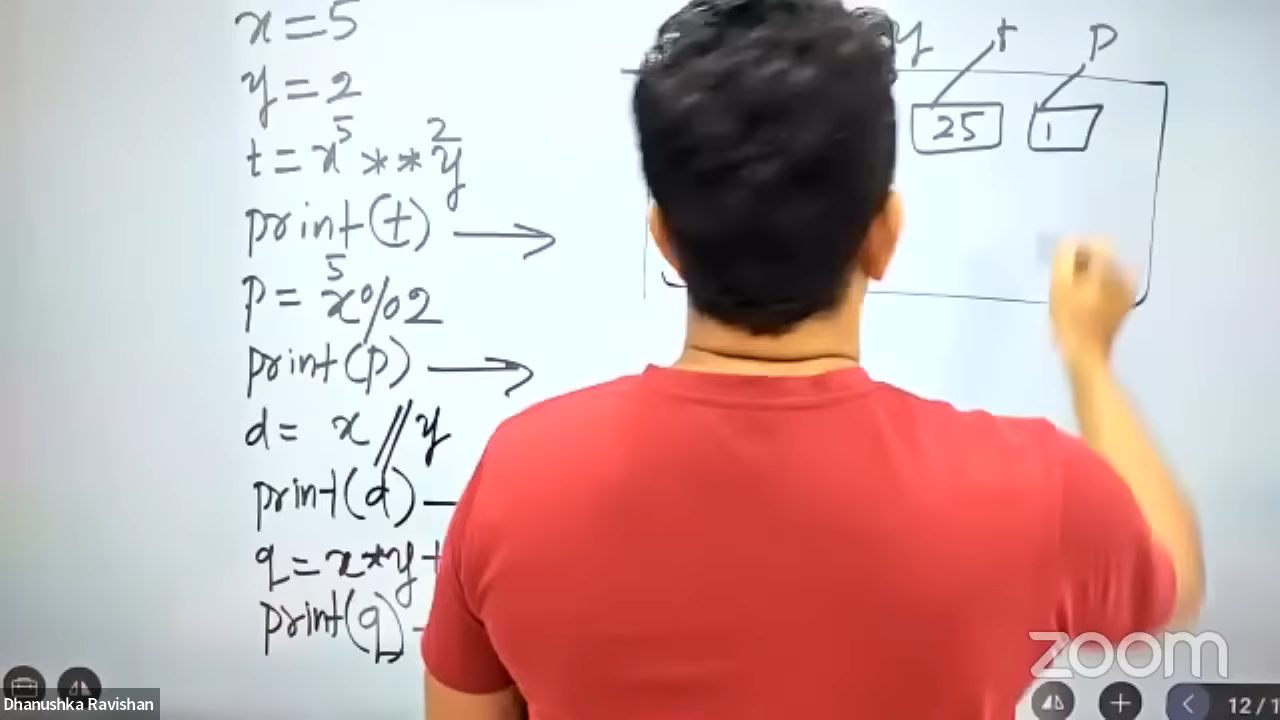 x = 5
y = 2
5 2
t = x ** y
print(t) →
5
p = x%2
print(p) →
d = x // y
print(d) —
q = x*y+
print(q) -
y t p
25 1
zoom
Dhanushka Ravishan
12/1